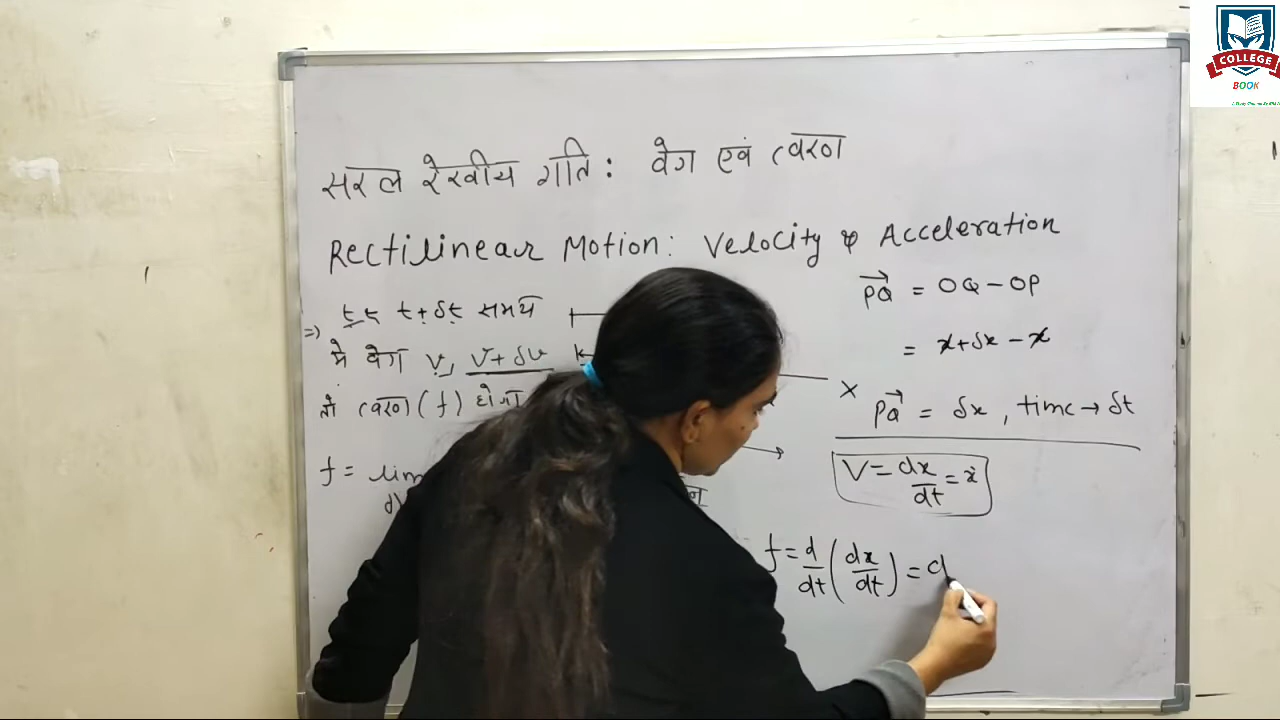 COLLEGE
BOOK
सरल रेखीय गति : वेग एवं त्वरण
Rectilinear Motion: Velocity & Acceleration
t, t+δt समय
=> मे वेग v, v+δv
तो त्वरण (f) होगा
f = lim
PQ = OQ - OP
= x+δx - x
X
PQ = δx , time → δt
V = dx/dt = ẋ
f = d/dt (dx/dt) = d